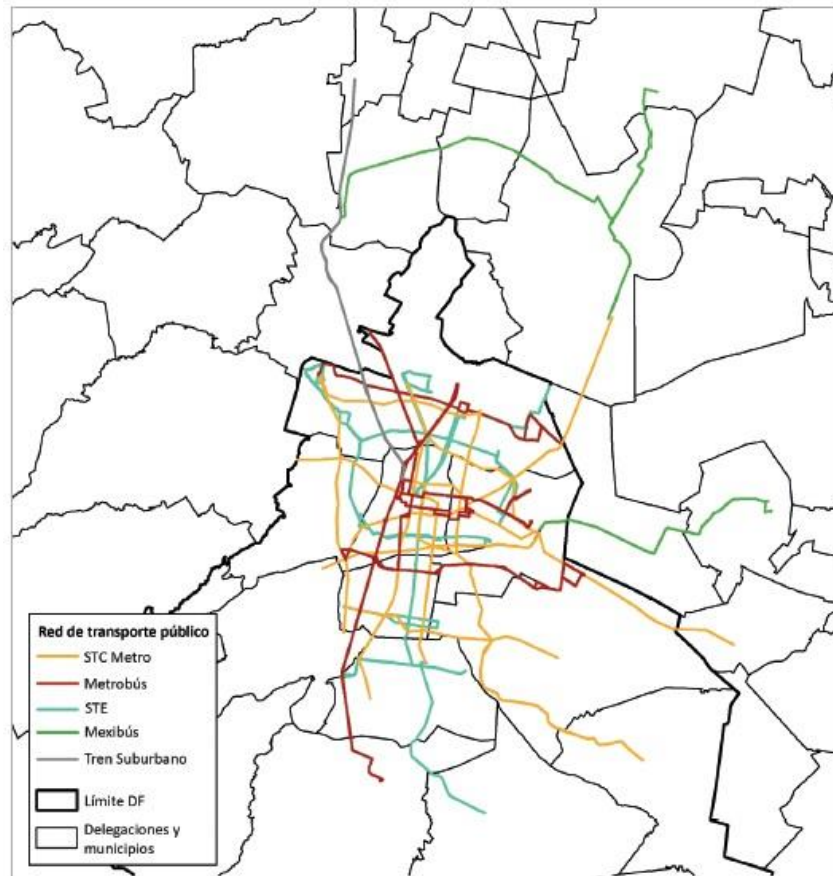 Red de transporte público
STC Metro
Metrobús
STE
Mexibús
Tren Suburbano
Límite DF
Delegaciones y
municipios